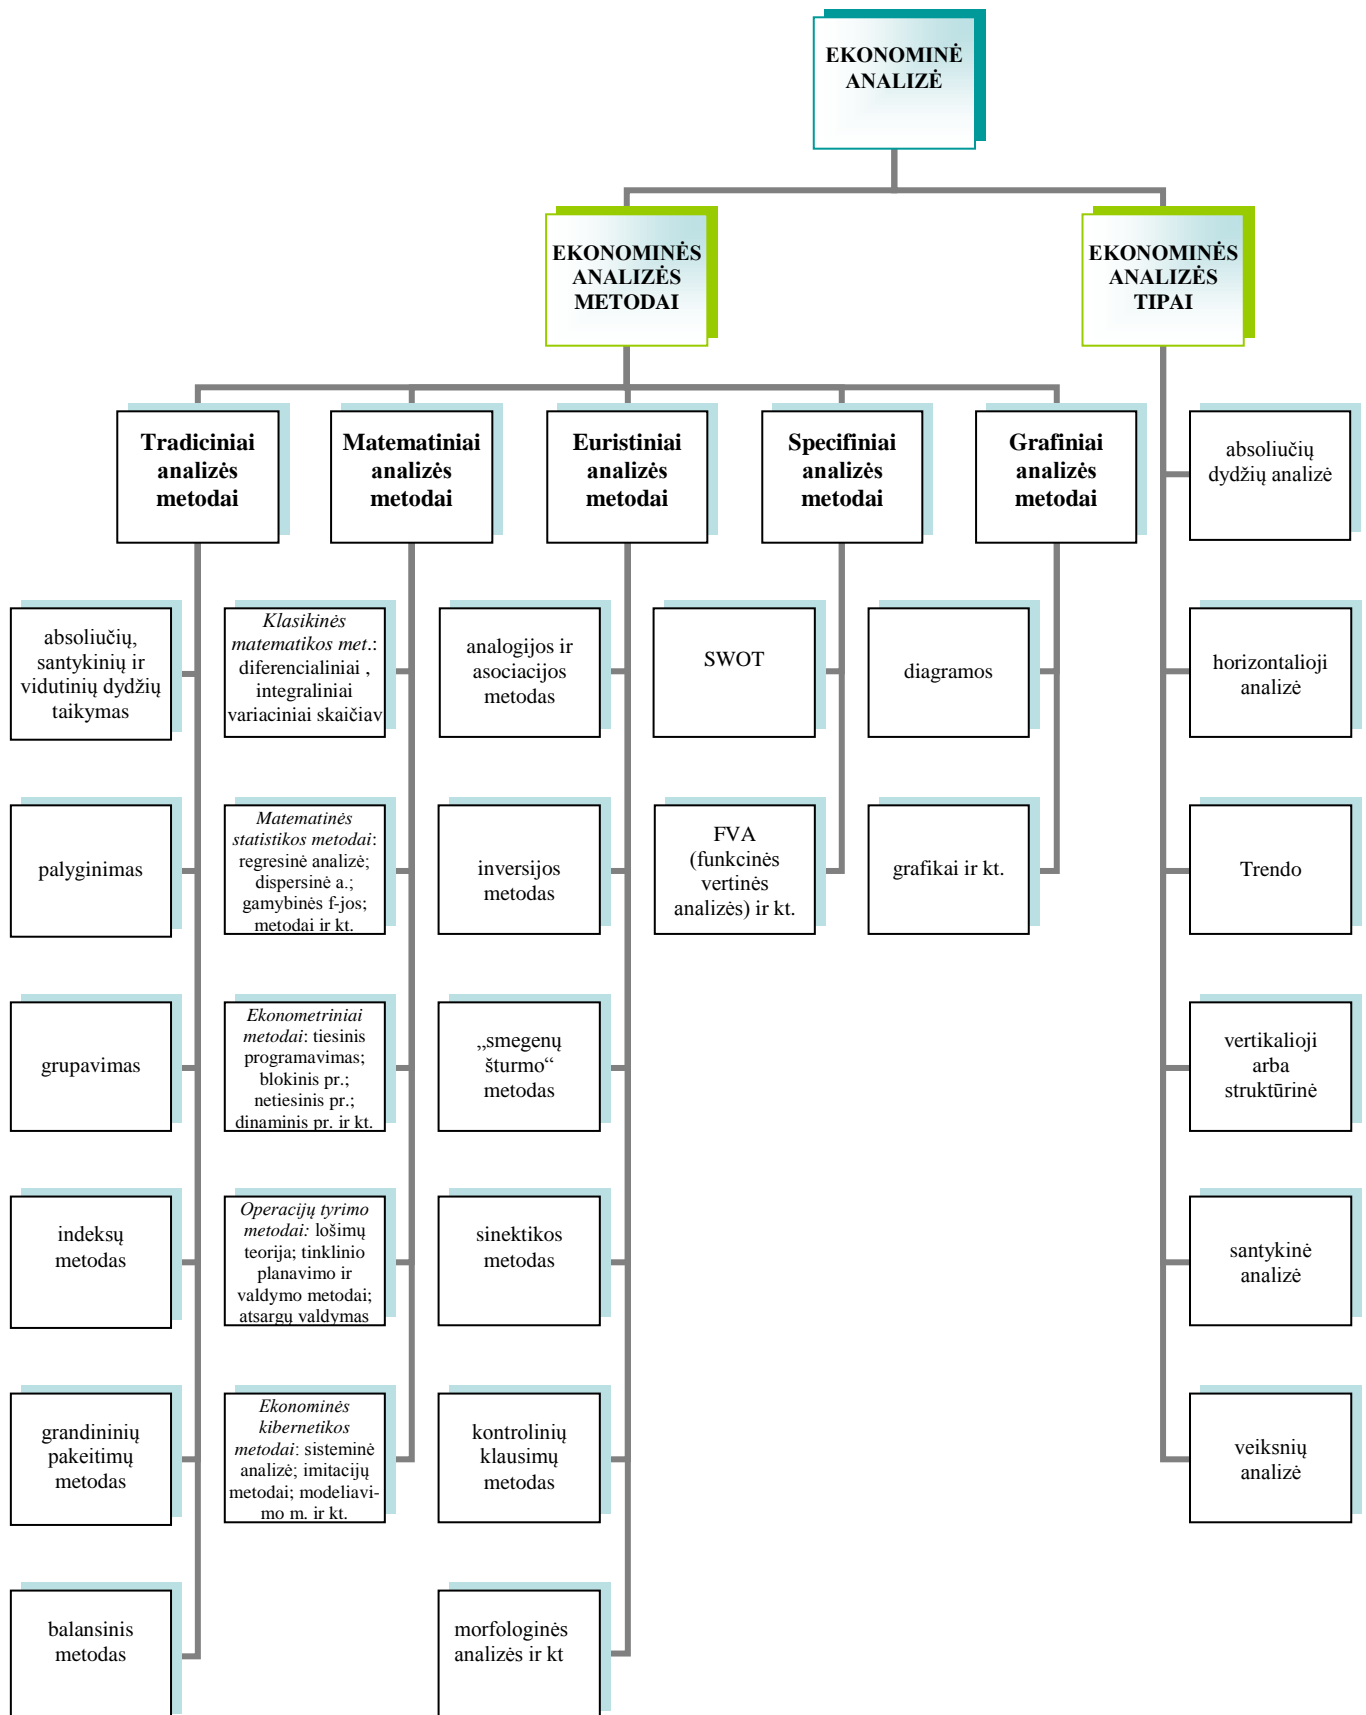 EKONOMINĖ
ANALIZĖ
EKONOMINĖS
ANALIZĖS
METODAI
EKONOMINĖS
ANALIZĖS
TIPAI
Tradiciniai
analizės
metodai
Matematiniai
analizės
metodai
Euristiniai
analizės
metodai
Specifiniai
analizės
metodai
Grafiniai
analizės
metodai
absoliučių
dydžių analizė
absoliučių,
santykinių ir
vidutinių dydžių
taikymas
Klasikinės
matematikos met.:
diferencialiniai ,
integraliniai
variaciniai skaičiav
analogijos ir
asociacijos
metodas
SWOT
diagramos
horizontalioji
analizė
palyginimas
Matematinės
statistikos metodai:
regresinė analizė;
dispersinė a.;
gamybinės f-jos;
metodai ir kt.
inversijos
metodas
FVA
(funkcinės
vertinės
analizės) ir kt.
grafikai ir kt.
Trendo
grupavimas
Ekonometriniai
metodai: tiesinis
programavimas;
blokinis pr.;
netiesinis pr.;
dinaminis pr. ir kt.
„smegenų
šturmo“
metodas
vertikalioji
arba
struktūrinė
indeksų
metodas
Operacijų tyrimo
metodai: lošimų
teorija; tinklinio
planavimo ir
valdymo metodai;
atsargų valdymas
sinektikos
metodas
santykinė
analizė
grandininių
pakeitimų
metodas
Ekonominės
kibernetikos
metodai: sisteminė
analizė; imitacijų
metodai; modeliavi-
mo m. ir kt.
kontrolinių
klausimų
metodas
veiksnių
analizė
balansinis
metodas
morfologinės
analizės ir kt